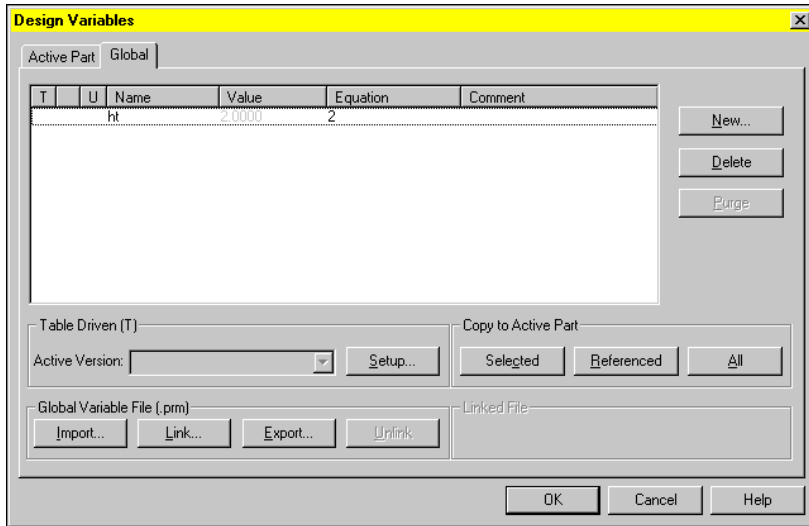 Design Variables
Active Part Global
T U Name Value Equation Comment
ht 2.0000 2
New...
Delete
Purge
Table Driven (T)
Active Version:
Setup...
Copy to Active Part
Selected Referenced All
Global Variable File (.prm)
Import... Link... Export... Unlink
Linked File
OK Cancel Help